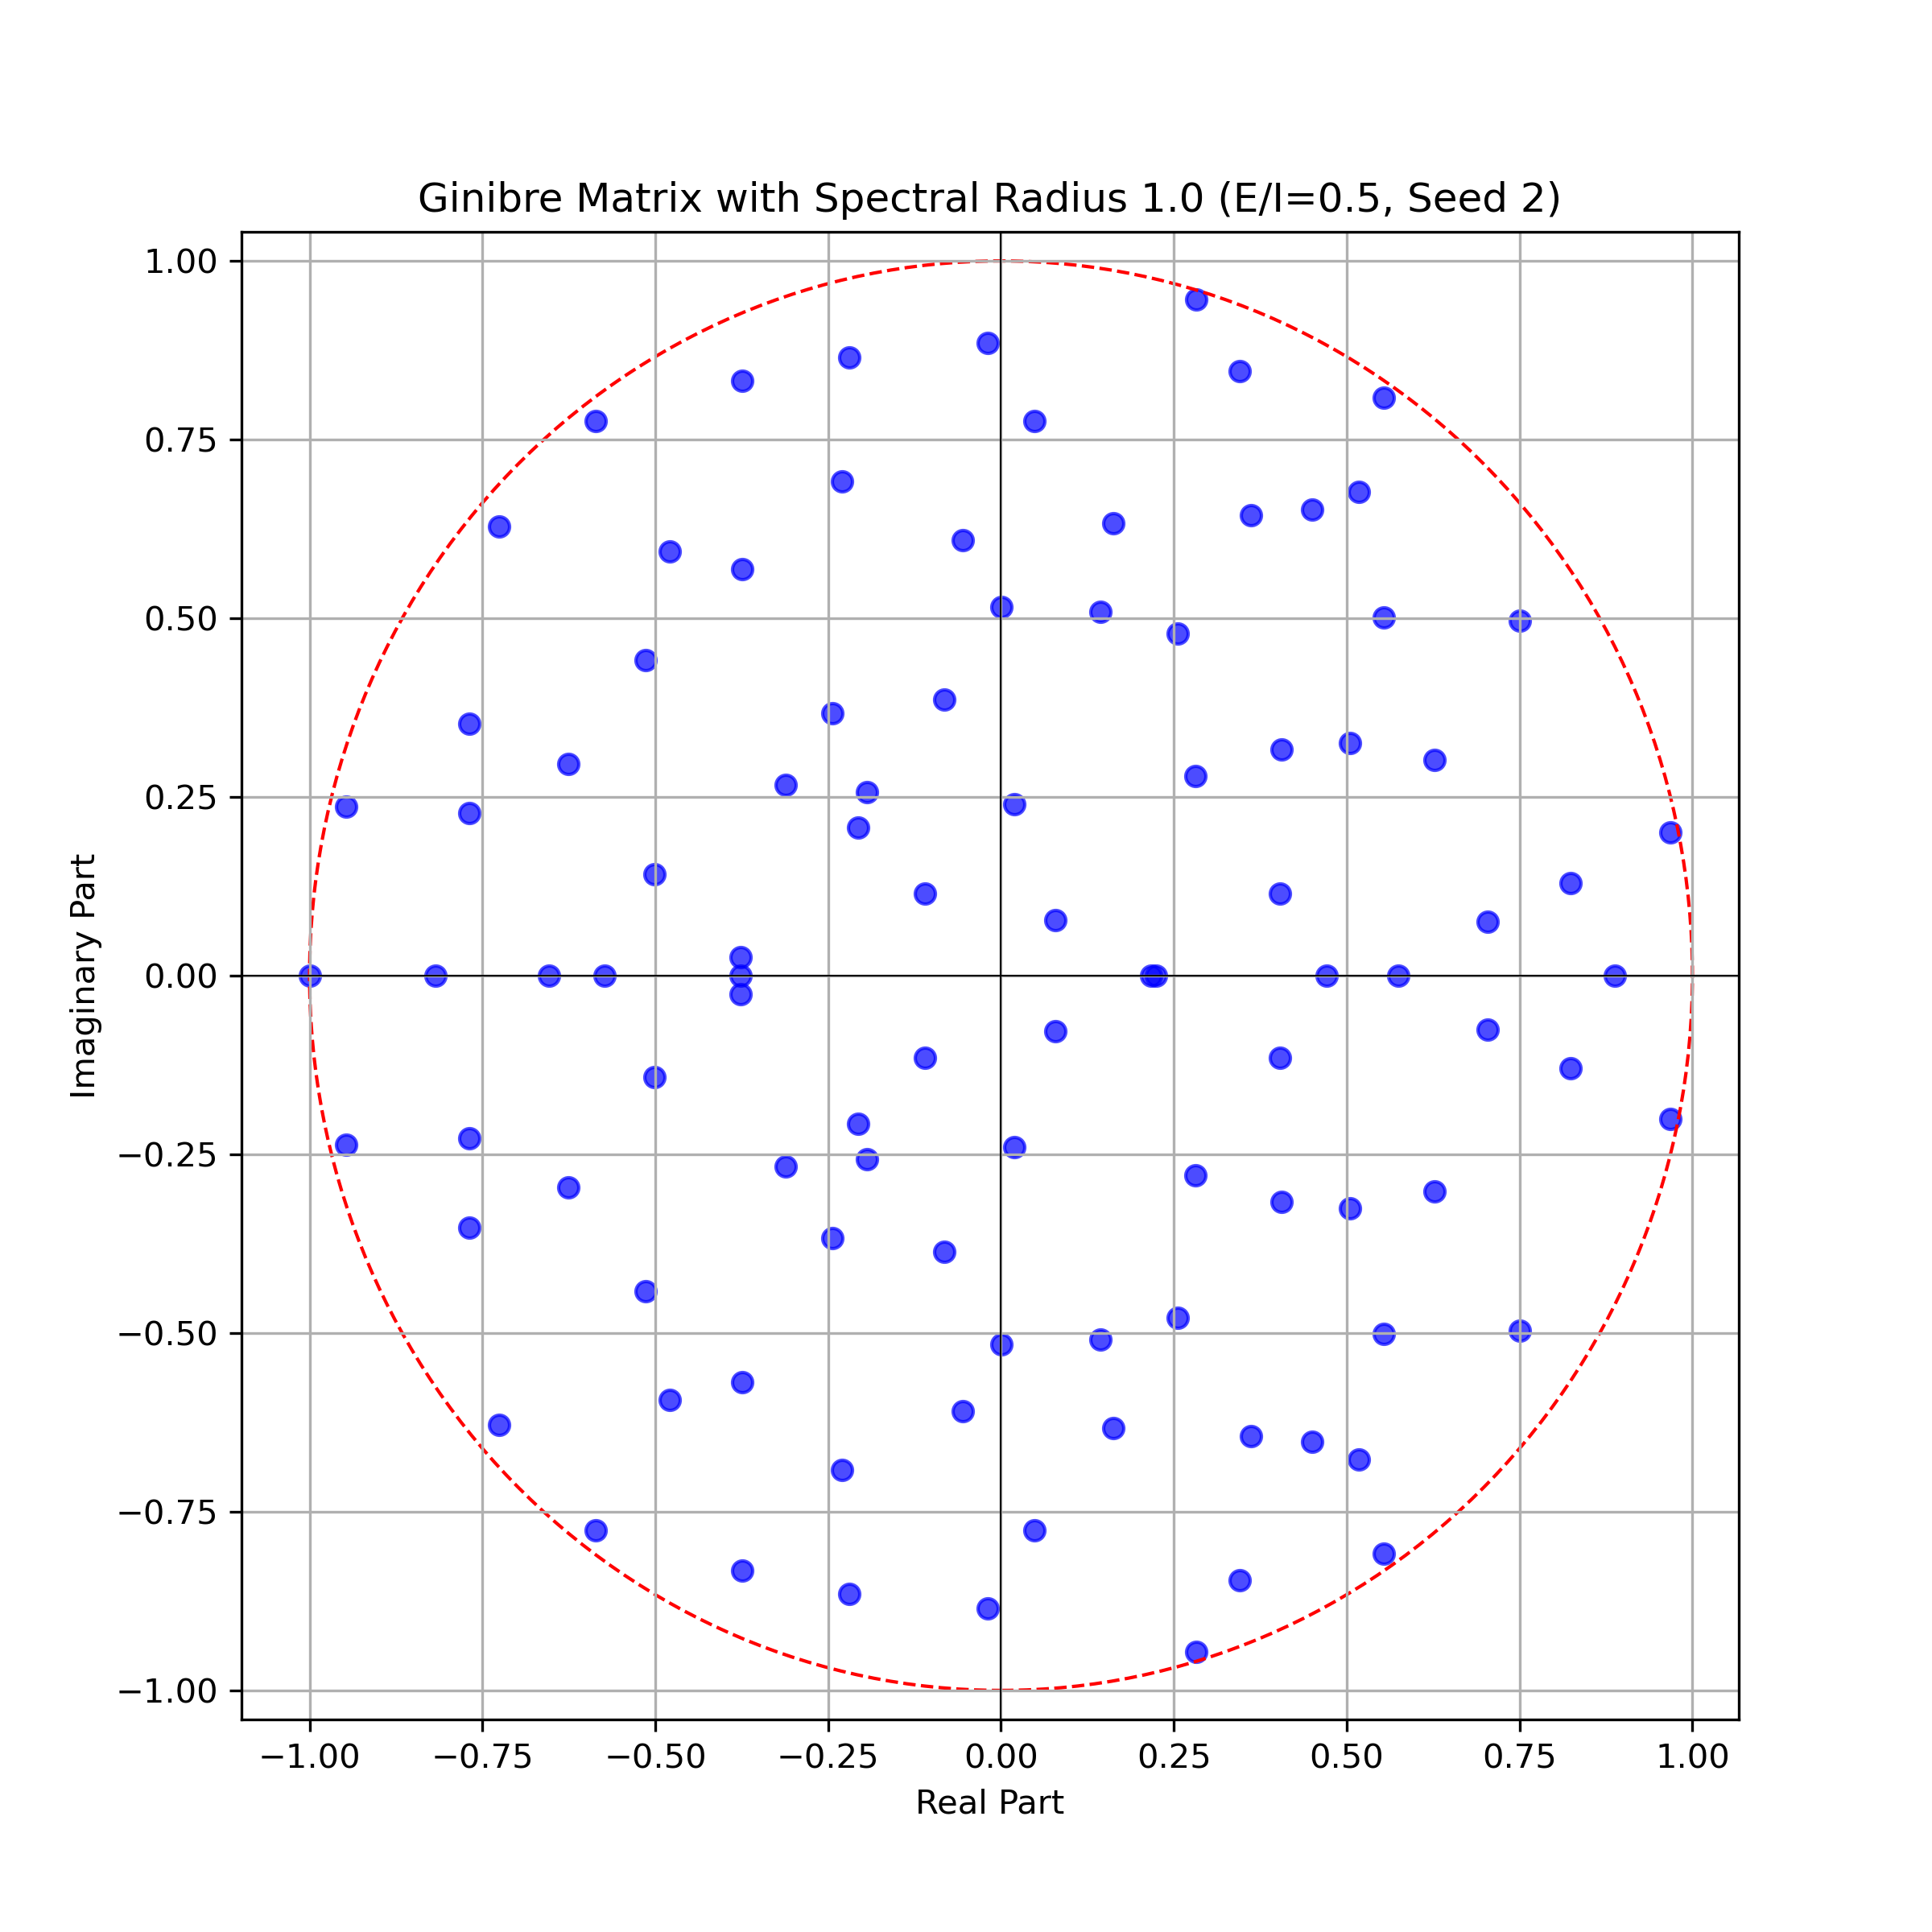 Ginibre Matrix with Spectral Radius 1.0 (E/I=0.5, Seed 2)
1.00
0.75
0.50
0.25
0.00
−0.25
−0.50
−0.75
−1.00
Imaginary Part
−1.00 −0.75 −0.50 −0.25 0.00 0.25 0.50 0.75 1.00
Real Part